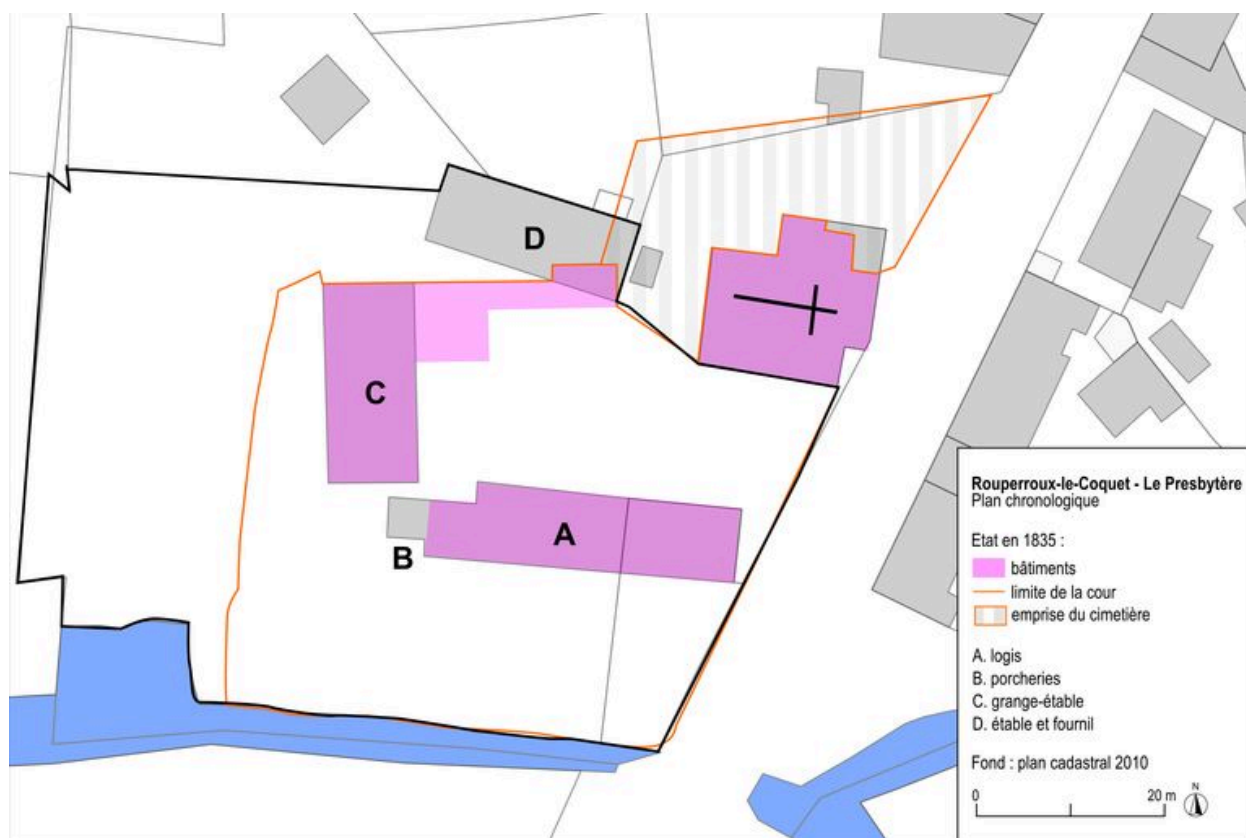 D
C
A
B
Rouperroux-le-Coquet - Le Presbytère
Plan chronologique
Etat en 1835 :
bâtiments
limite de la cour
emprise du cimetière
A. logis
B. porcheries
C. grange-étable
D. étable et fournil
Fond : plan cadastral 2010
0 20 m N